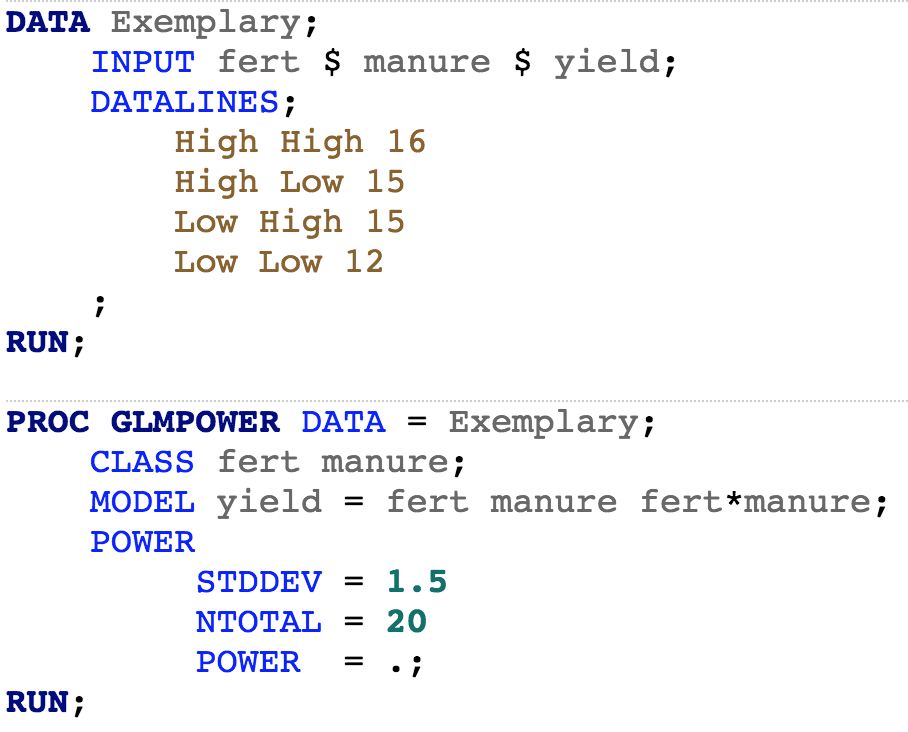 DATA Exemplary;
INPUT fert $ manure $ yield;
DATALINES;
High High 16
High Low 15
Low High 15
Low Low 12
;
RUN;
PROC GLMPOWER DATA = Exemplary;
CLASS fert manure;
MODEL yield = fert manure fert*manure;
POWER
STDDEV = 1.5
NTOTAL = 20
POWER = .;
RUN;